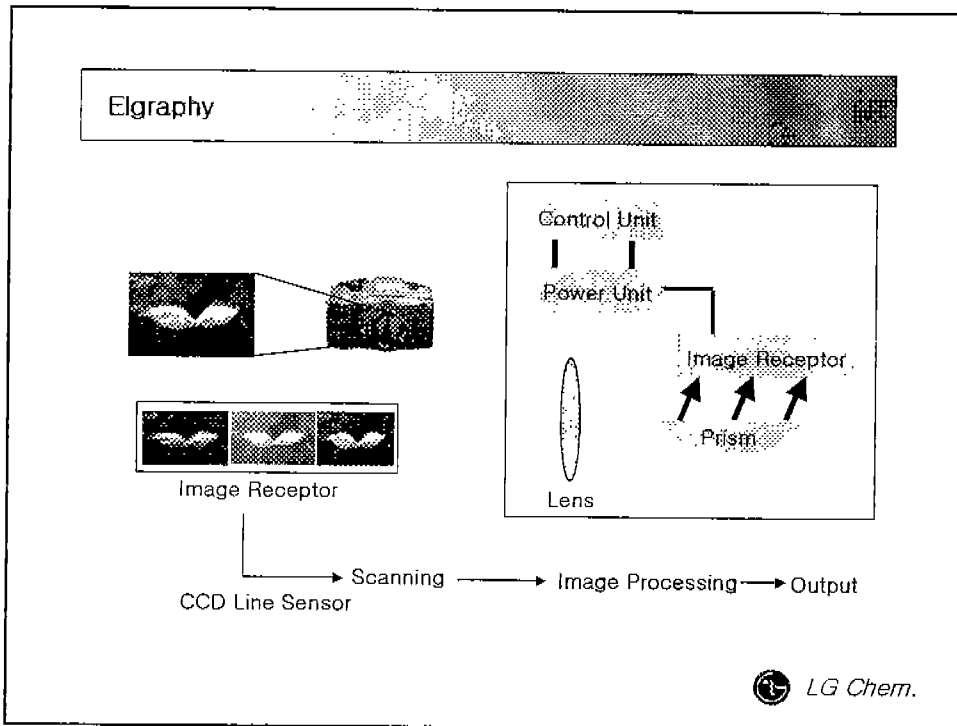 Elgraphy
Control Unit
Power Unit
Image Receptor
Prism
Lens
Image Receptor
CCD Line Sensor
Scanning
Image Processing
Output
LG Chem.